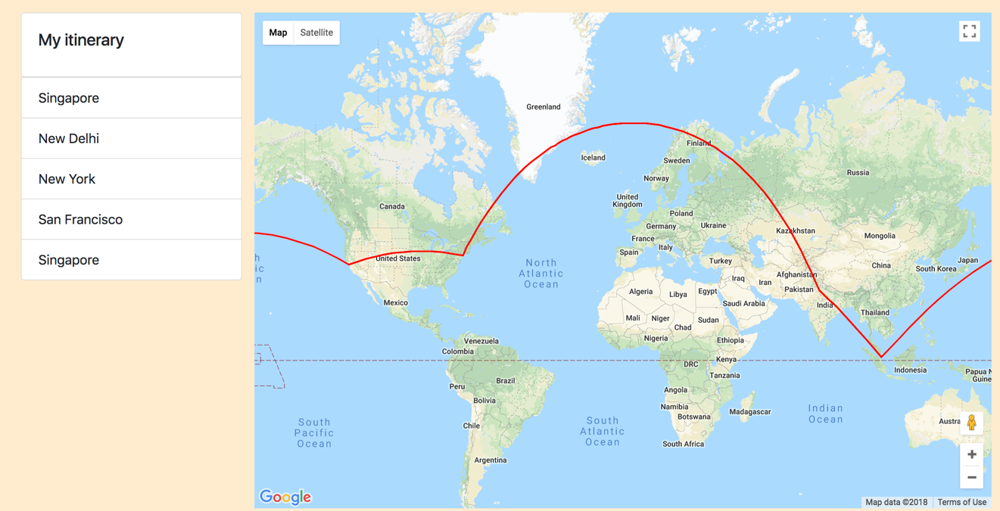 My itinerary
Singapore
New Delhi
New York
San Francisco
Singapore
Map
Satellite
Greenland
Iceland
Finland
Sweden
Norway
Russia
Canada
United
Kingdom
Poland
Germany
Ukraine
Kazakhstan
Mongolia
France
Italy
Spain
United States
Turkey
China
Japan
South Korea
North
Atlantic
Ocean
Iraq
Iran
Afghanistan
Pakistan
Algeria
Libya
Egypt
Saudi Arabia
India
Thailand
Mexico
Mali
Niger
Chad
Sudan
Nigeria
Ethiopia
Venezuela
Colombia
DRC
Kenya
Tanzania
Indonesia
Papua N
Guine
Brazil
Peru
Bolivia
Angola
Namibia
Botswana
Madagascar
Chile
South
Pacific
Ocean
South
Atlantic
Ocean
Indian
Ocean
Austra
South Africa
Argentina
Google
Map data ©2018
Terms of Use